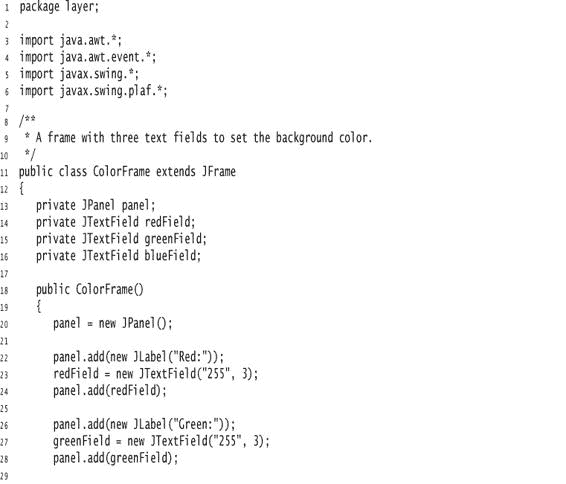 1 package layer;
2
3 import java.awt.*;
4 import java.awt.event.*;
5 import javax.swing.*;
6 import javax.swing.plaf.*;
7
8 /**
9  * A frame with three text fields to set the background color.
10  */
11 public class ColorFrame extends JFrame
12 {
13    private JPanel panel;
14    private JTextField redField;
15    private JTextField greenField;
16    private JTextField blueField;
17
18    public ColorFrame()
19    {
20       panel = new JPanel();
21
22       panel.add(new JLabel("Red:"));
23       redField = new JTextField("255", 3);
24       panel.add(redField);
25
26       panel.add(new JLabel("Green:"));
27       greenField = new JTextField("255", 3);
28       panel.add(greenField);
29